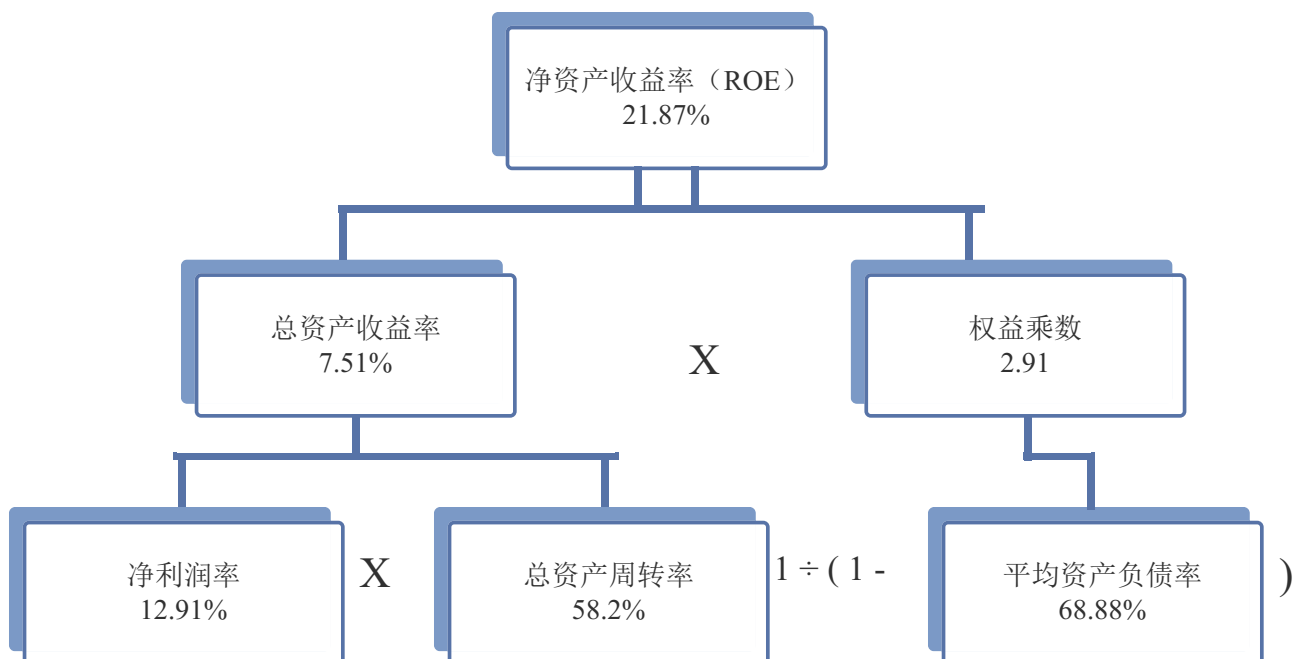 净资产收益率（ROE）
21.87%
总资产收益率
7.51%
X
权益乘数
2.91
净利润率
12.91%
X
总资产周转率
58.2%
1 ÷ ( 1 -
平均资产负债率
68.88%
)